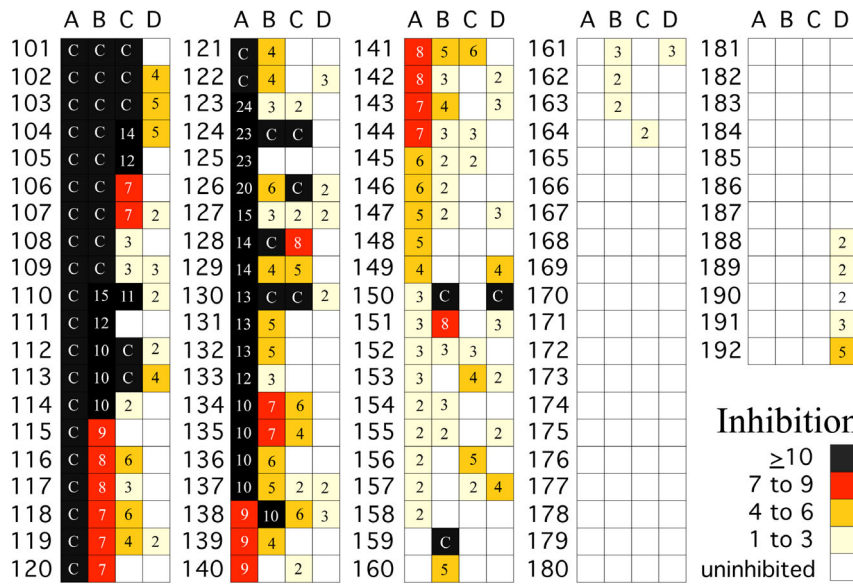 A B C D
101 C C C
102 C C C 4
103 C C C 5
104 C C 14 5
105 C C 12
106 C C 7
107 C C 7 2
108 C C 3
109 C C 3 3
110 C 15 11 2
111 C 12
112 C 10 C 2
113 C 10 C 4
114 C 10 2
115 C 9
116 C 8 6
117 C 8 3
118 C 7 6
119 C 7 4 2
120 C 7
A B C D
121 C 4
122 C 4 3
123 24 3 2
124 23 C C
125 23
126 20 6 C 2
127 15 3 2 2
128 14 C 8
129 14 4 5
130 13 C C 2
131 13 5
132 13 5
133 12 3
134 10 7 6
135 10 7 4
136 10 6
137 10 5 2 2
138 9 10 6 3
139 9 4
140 9 2
A B C D
141 8 5 6
142 8 3 2
143 7 4 3
144 7 3 3
145 6 2 2
146 6 2
147 5 2 3
148 5
149 4 4
150 3 C C
151 3 8 3
152 3 3 3
153 3 4 2
154 2 3
155 2 2 2
156 2 5
157 2 2 4
158 2
159 C
160 5
A B C D
161 3 3
162 2
163 2
164 2
165
166
167
168
169
170
171
172
173
174
175
176
177
178
179
180
A B C D
181
182
183
184
185
186
187
188 2
189 2
190 2
191 3
192 5
Inhibition
≥10
7 to 9
4 to 6
1 to 3
uninhibited